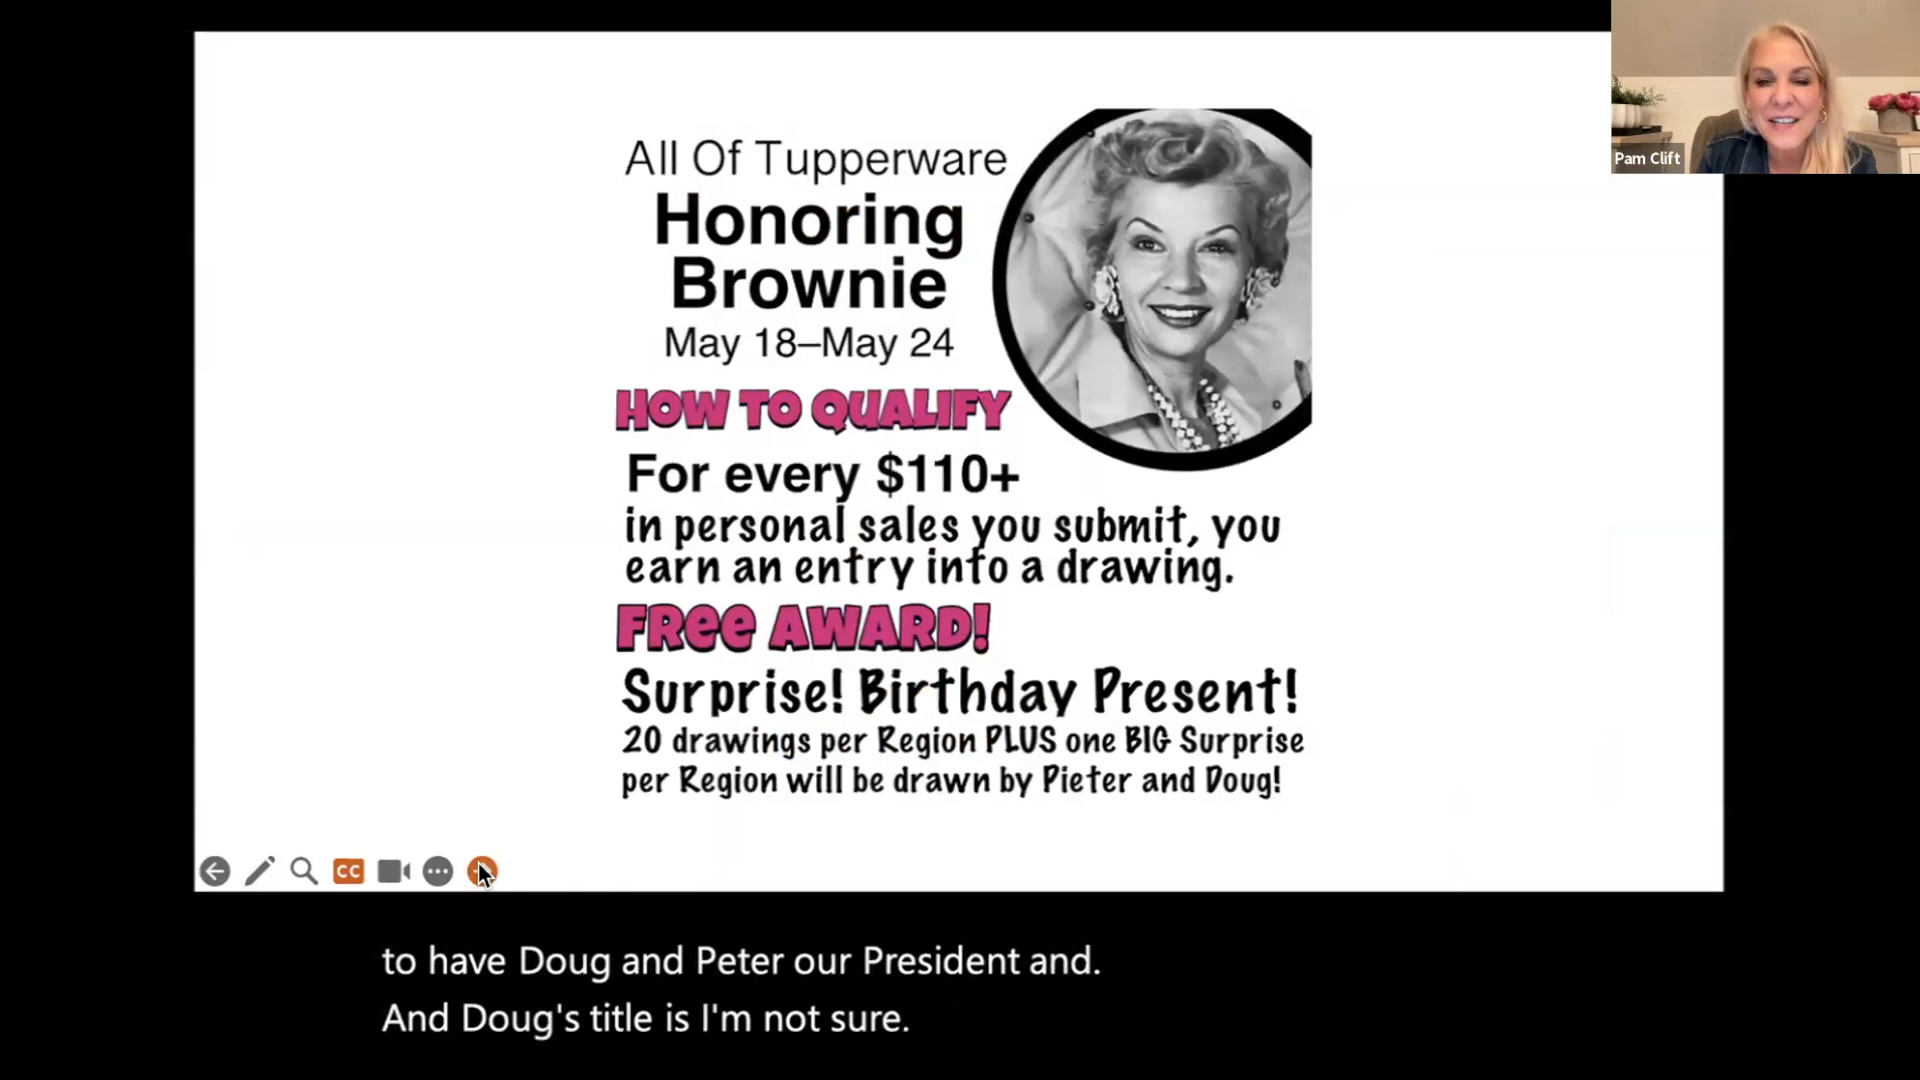 Pam Clift
All Of Tupperware
Honoring
Brownie
May 18–May 24
HOW TO QUALIFY
For every $110+
in personal sales you submit, you
earn an entry into a drawing.
FRee AWARD!
Surprise! Birthday Present!
20 drawings per Region PLUS one BIG Surprise
per Region will be drawn by Pieter and Doug!
CC
to have Doug and Peter our President and.
And Doug's title is I'm not sure.